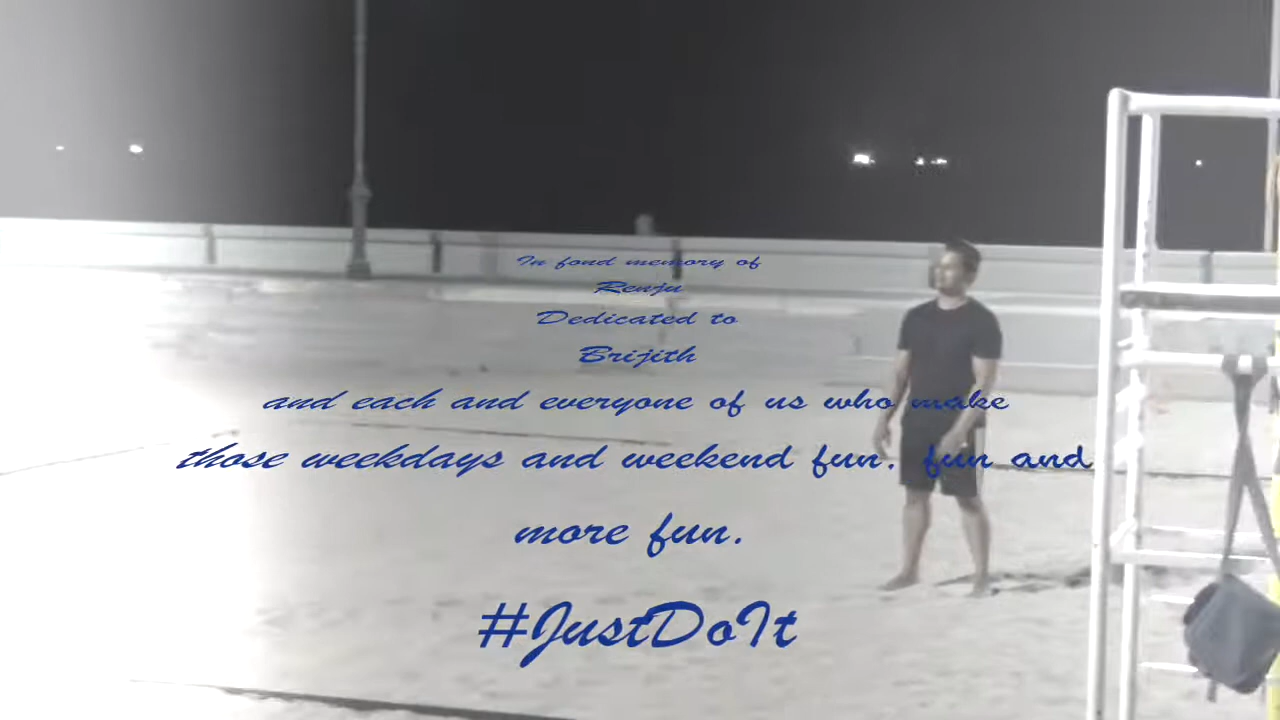 In fond memory of
Renju
Dedicated to
Brijith
and each and everyone of us who make
those weekdays and weekend fun. fun and
more fun.
#JustDoIt